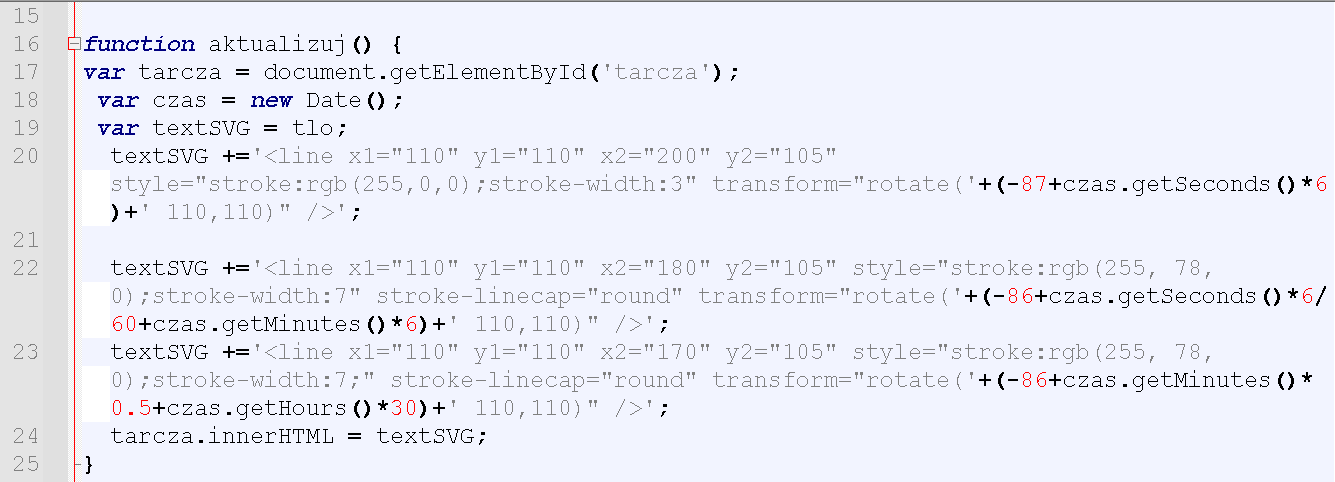 15
16 function aktualizuj() {
17 var tarcza = document.getElementById('tarcza');
18 var czas = new Date();
19 var textSVG = tlo;
20 textSVG +='<line x1="110" y1="110" x2="200" y2="105"
style="stroke:rgb(255,0,0);stroke-width:3" transform="rotate('+(-87+czas.getSeconds()*6
)+' 110,110)" />';
21
22 textSVG +='<line x1="110" y1="110" x2="180" y2="105" style="stroke:rgb(255, 78,
0);stroke-width:7" stroke-linecap="round" transform="rotate('+(-86+czas.getSeconds()*6/
60+czas.getMinutes()*6)+' 110,110)" />';
23 textSVG +='<line x1="110" y1="110" x2="170" y2="105" style="stroke:rgb(255, 78,
0);stroke-width:7;" stroke-linecap="round" transform="rotate('+(-86+czas.getMinutes()*
0.5+czas.getHours()*30)+' 110,110)" />';
24 tarcza.innerHTML = textSVG;
25 }